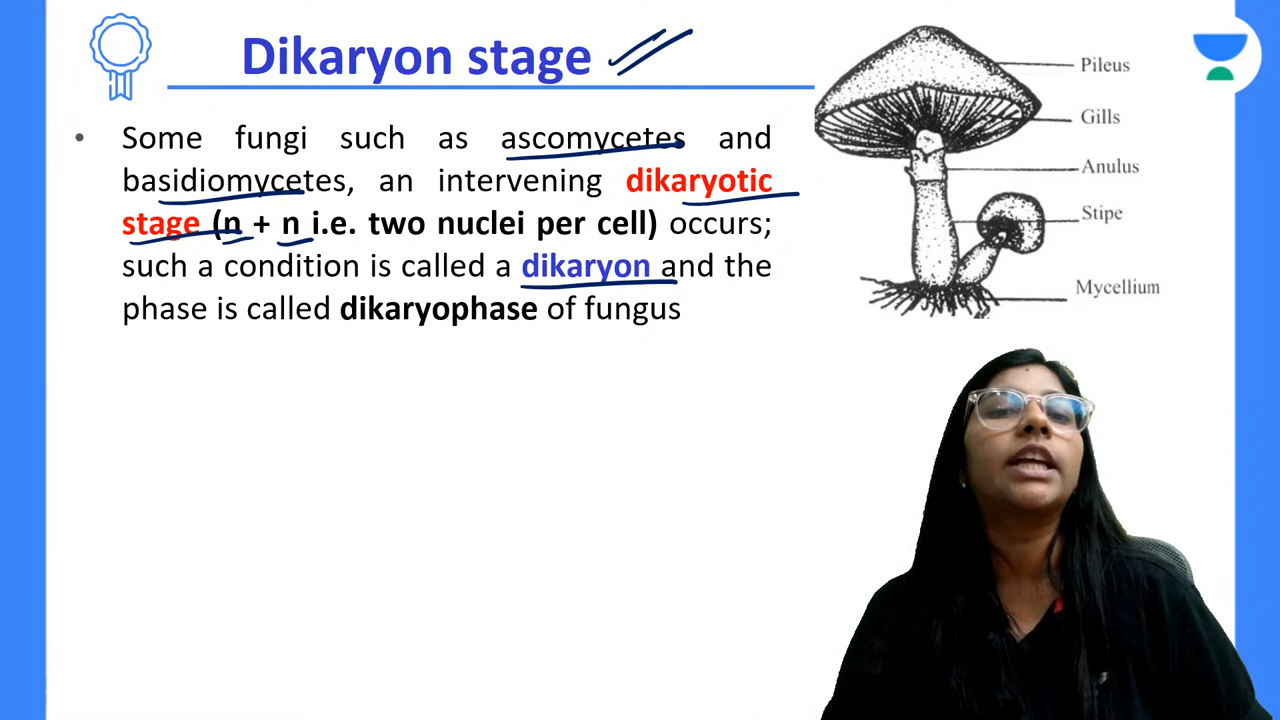 Dikaryon stage
• Some fungi such as ascomycetes and
basidiomycetes, an intervening dikaryotic
stage (n + n i.e. two nuclei per cell) occurs;
such a condition is called a dikaryon and the
phase is called dikaryophase of fungus
Pileus
Gills
Anulus
Stipe
Mycellium